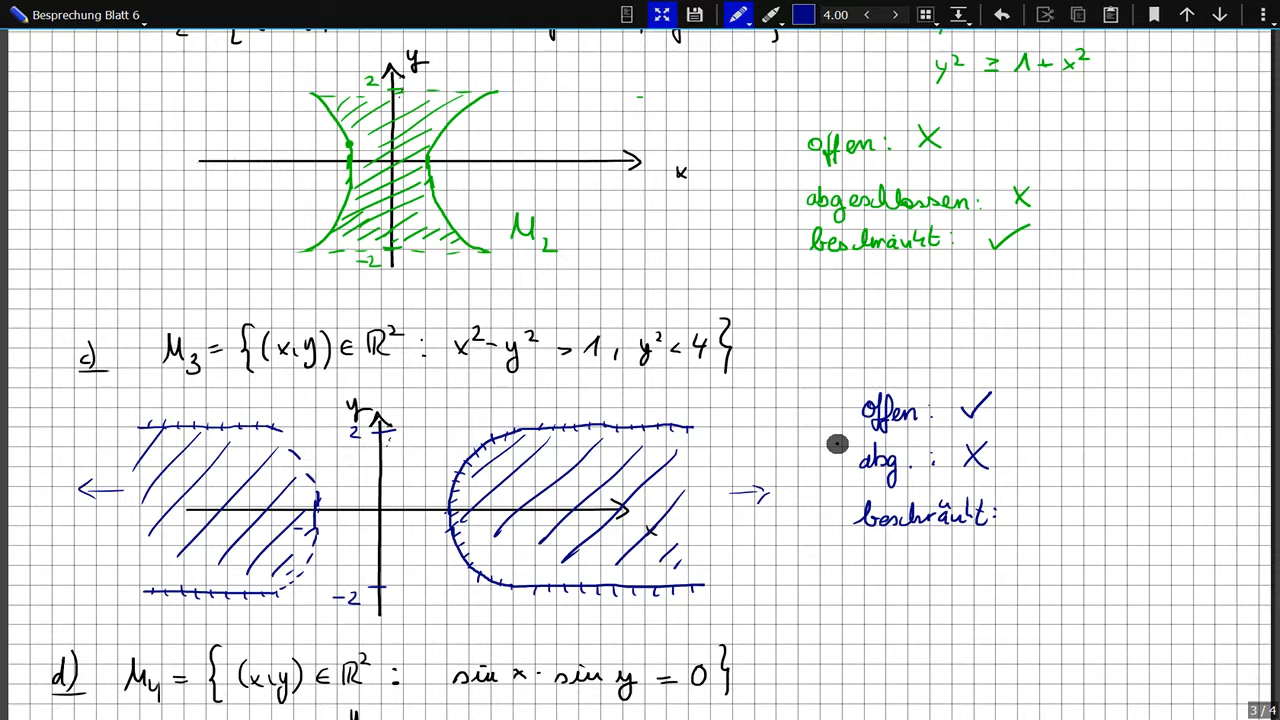 Besprechung Blatt 6
4.00
y
2
y² ≥ 1 + x²
offen: X
x
abgeschlossen: X
M₂
beschränkt: ✓
-2
c) M₃ = {(x,y) ∈ ℝ² : x² - y² > 1, y² < 4}
y
2
offen: ✓
abg. : X
beschränkt:
-1
x
-2
d) M₄ = { (x,y) ∈ ℝ² : sin x · sin y = 0}
y
3 / 4